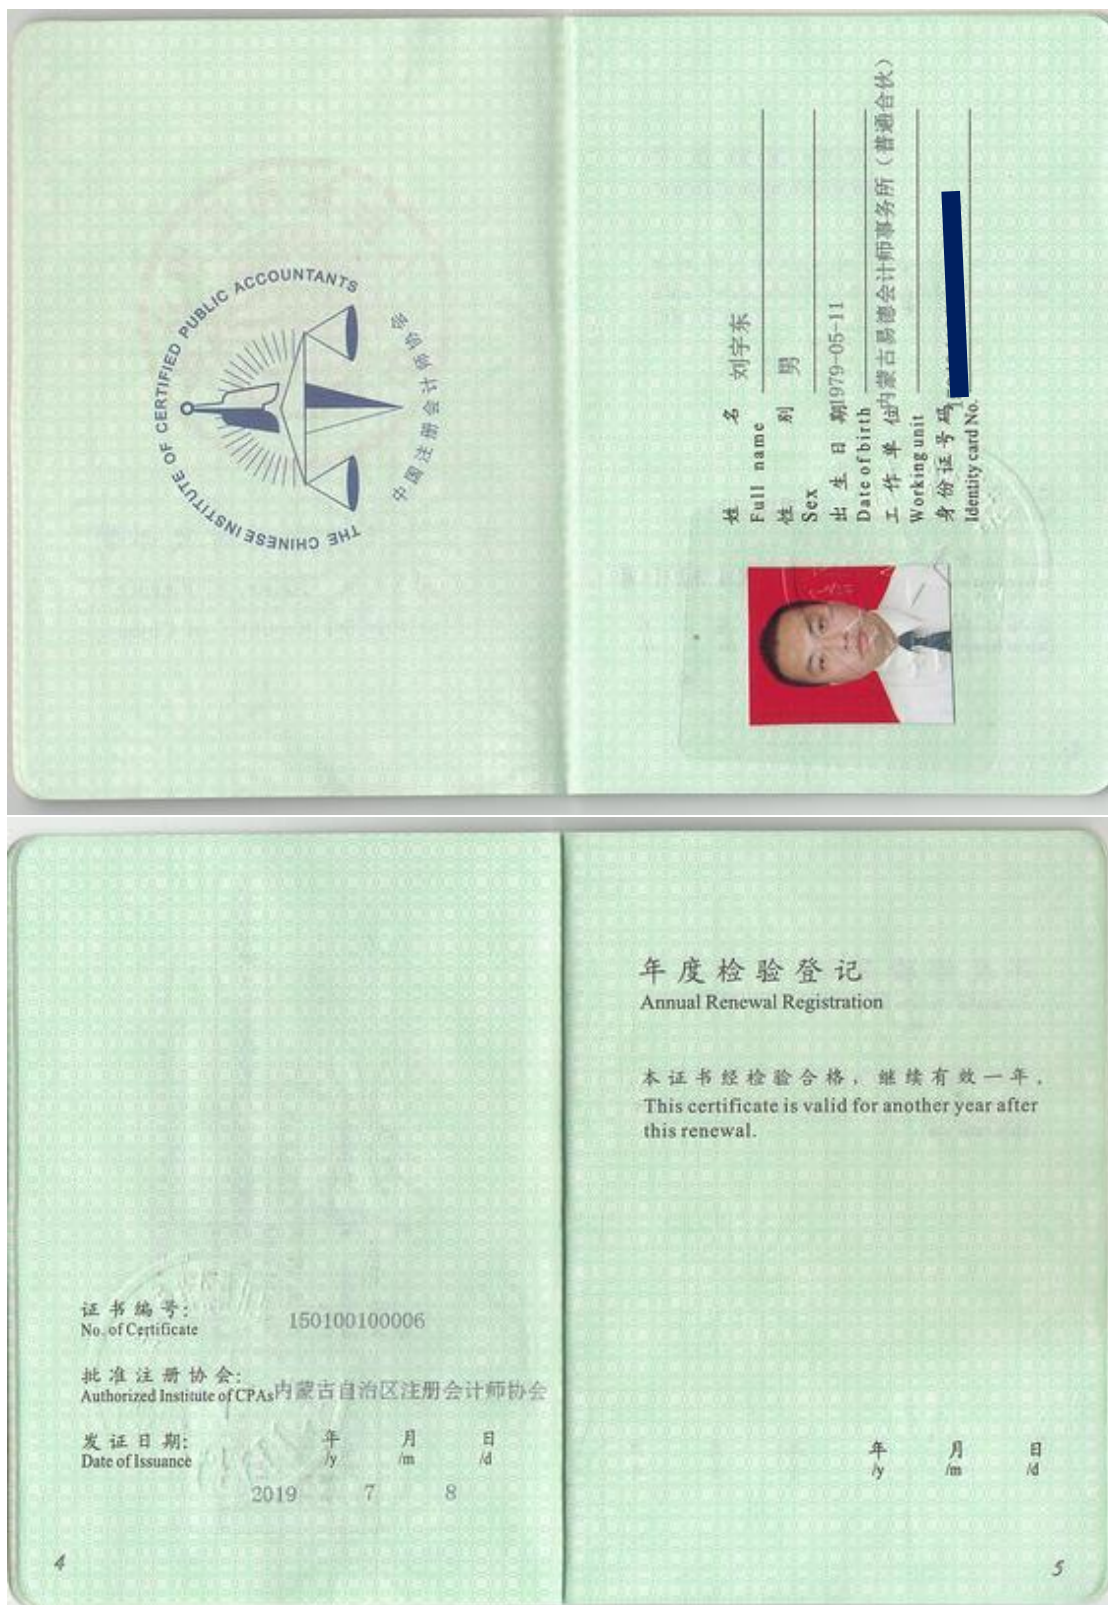 THE CHINESE INSTITUTE OF CERTIFIED PUBLIC ACCOUNTANTS
中国注册会计师协会
姓 名 刘宇东
Full name
性 别 男
Sex
出 生 日 期 1979-05-11
Date of birth
工 作 单 位 内蒙古易德会计师事务所（普通合伙）
Working unit
身份证号码
Identity card No.
证书编号: 150100100006
No. of Certificate
批准注册协会: 内蒙古自治区注册会计师协会
Authorized Institute of CPAs
发证日期: 年 月 日
Date of Issuance /y /m /d
2019 7 8
4
年度检验登记
Annual Renewal Registration
本证书经检验合格，继续有效一年。
This certificate is valid for another year after
this renewal.
年 月 日
/y /m /d
5